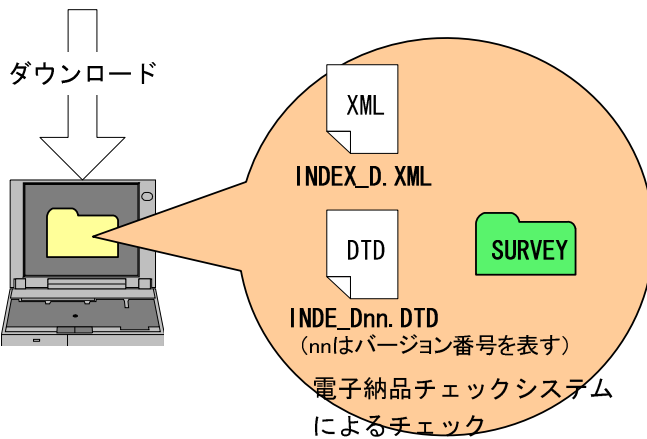 ダウンロード
XML
INDEX_D.XML
DTD
SURVEY
INDE_Dnn.DTD
(nnはバージョン番号を表す)
電子納品チェックシステム
によるチェック